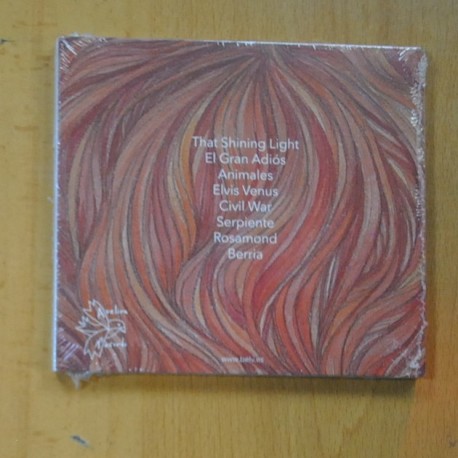 That Shining Light
El Gran Adiós
Animales
Elvis Venus
Civil War
Serpiente
Rosamond
Berria